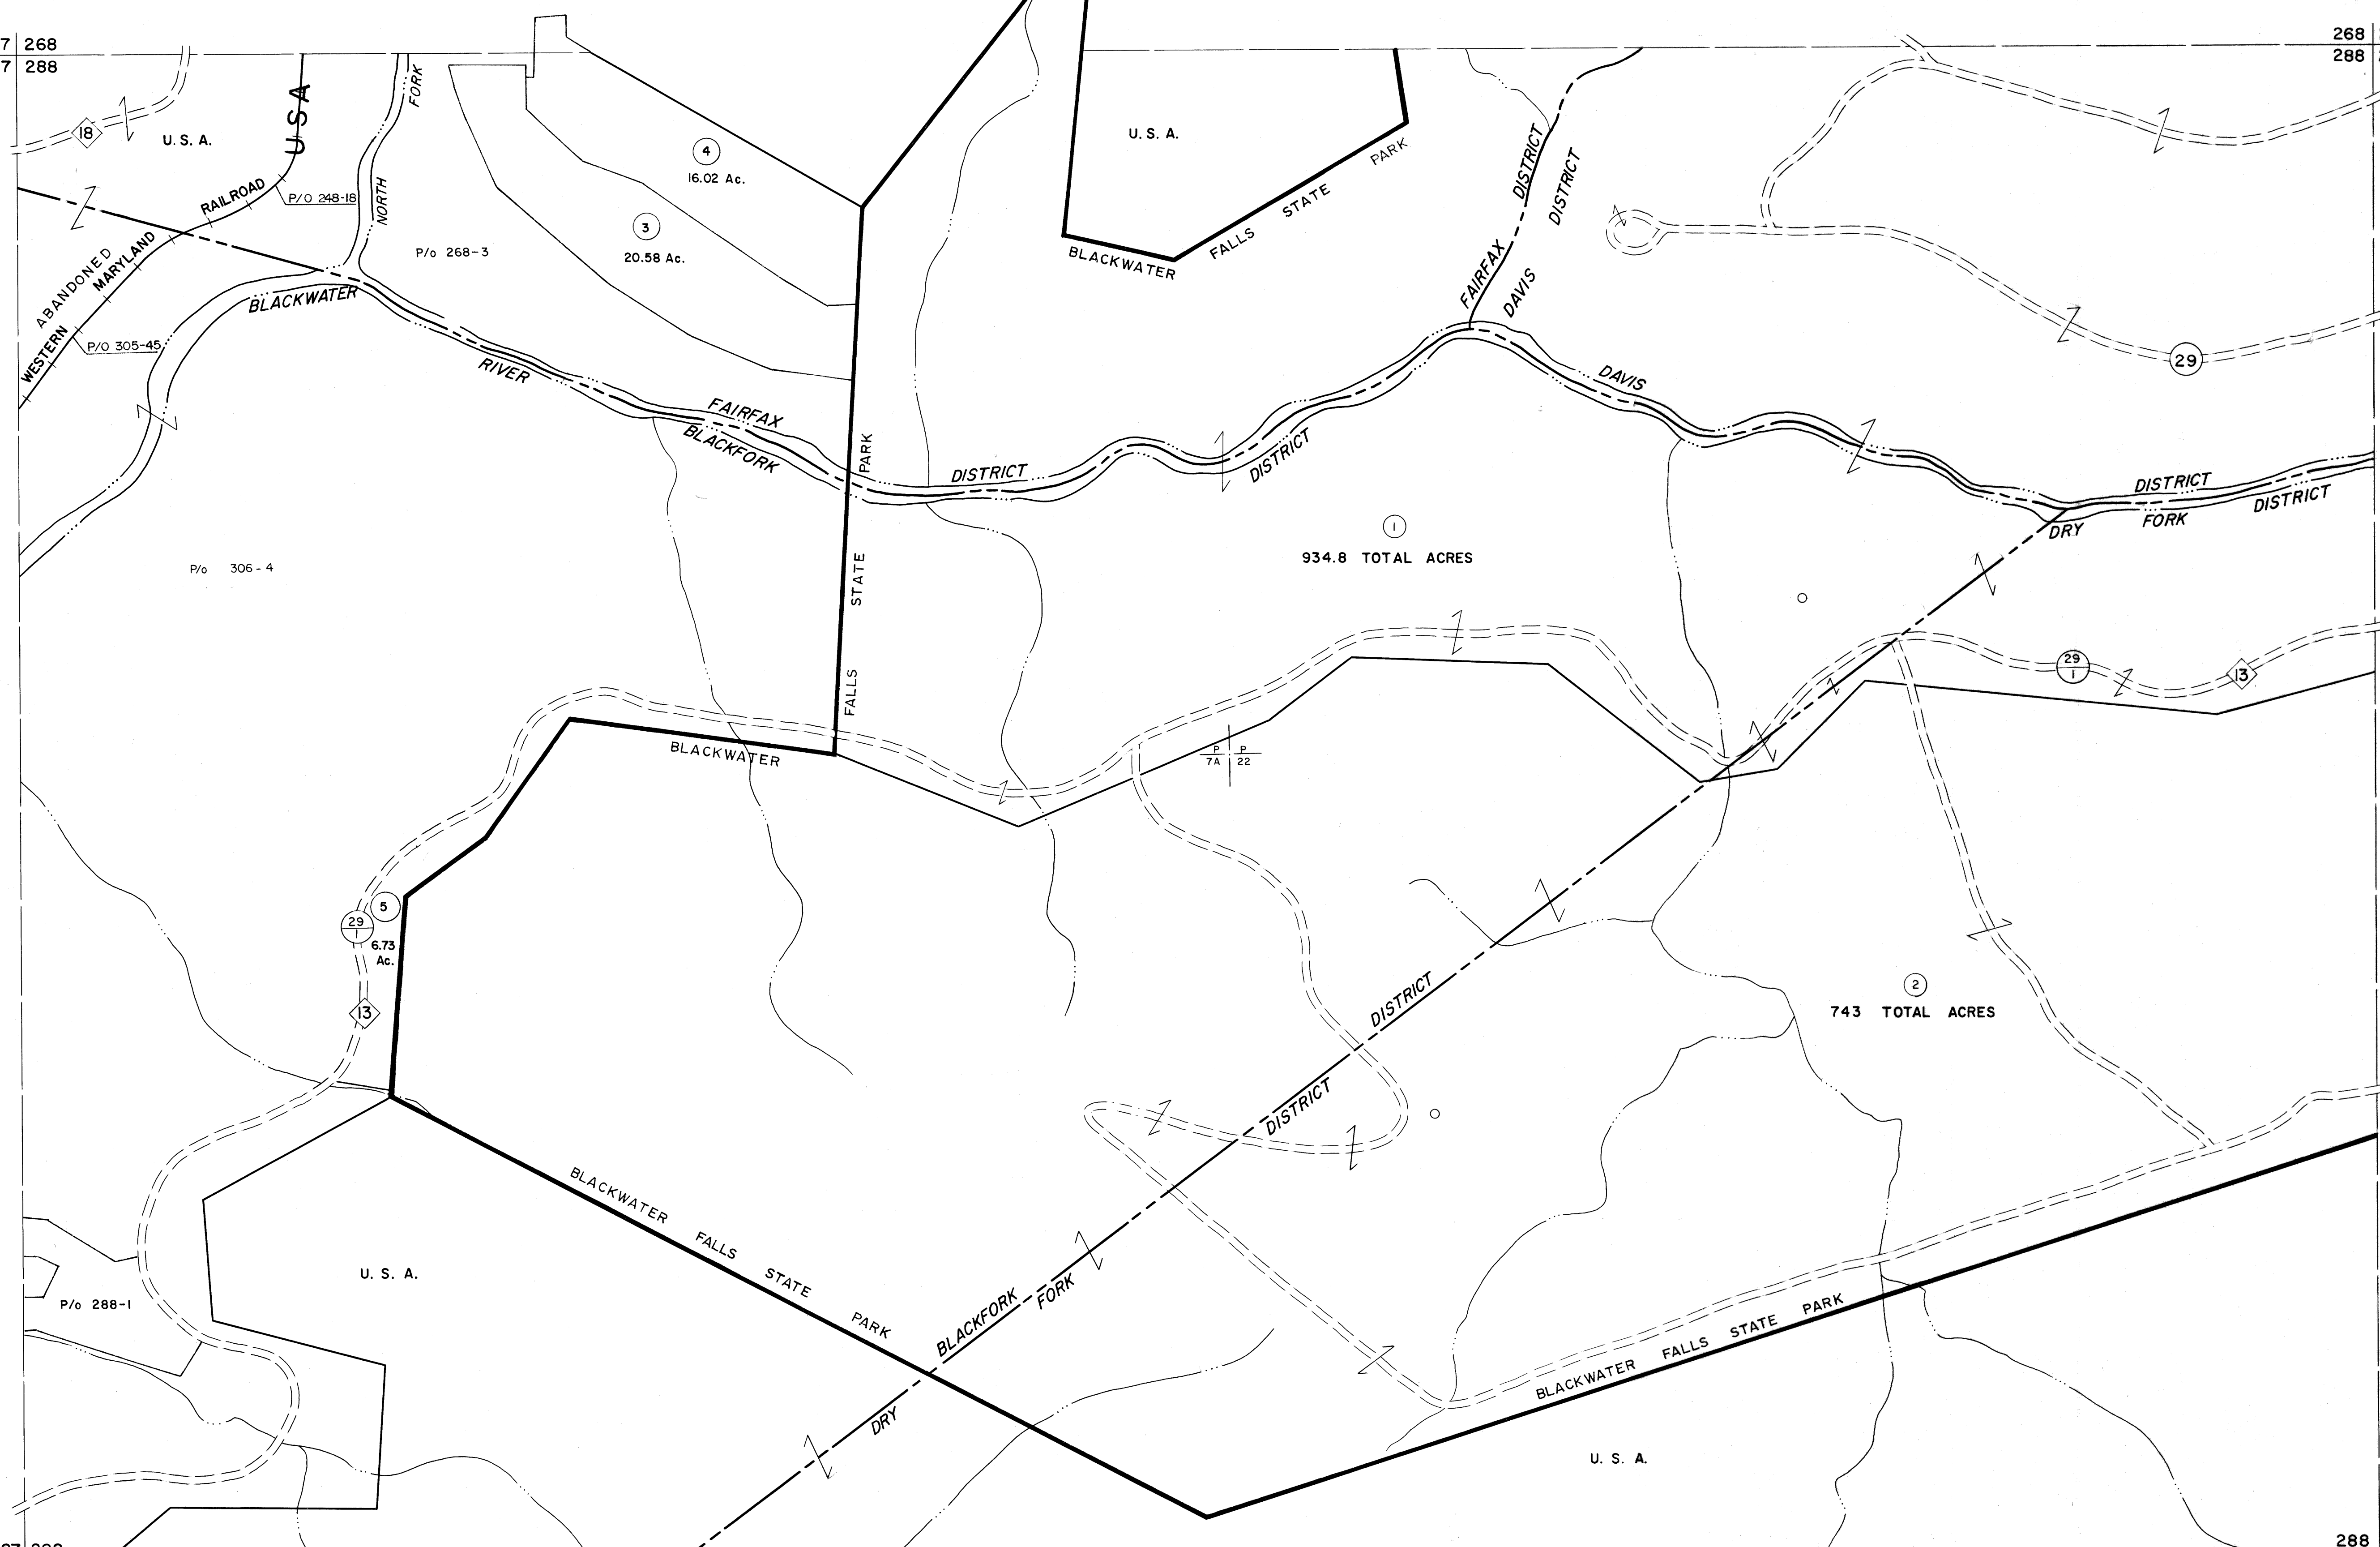 7 268
7 288
268
288
18
U. S. A.
U S A
FORK
NORTH
RAILROAD
P/O 248-18
ABANDONED
WESTERN MARYLAND
P/O 305-45
P/o 268-3
4
16.02 Ac.
3
20.58 Ac.
U. S. A.
BLACKWATER FALLS STATE PARK
FAIRFAX DISTRICT
DAVIS DISTRICT
29
BLACKWATER RIVER
FAIRFAX DISTRICT
BLACKFORK DISTRICT
DAVIS DISTRICT
DRY FORK DISTRICT
P/o 306-4
BLACKWATER FALLS STATE PARK
1
934.8 TOTAL ACRES
29
1
13
P P
7A 22
5
6.73
Ac.
29
1
13
2
743 TOTAL ACRES
BLACKFORK DISTRICT
DRY FORK DISTRICT
BLACKWATER FALLS STATE PARK
U. S. A.
P/o 288-1
BLACKWATER FALLS STATE PARK
U. S. A.
288